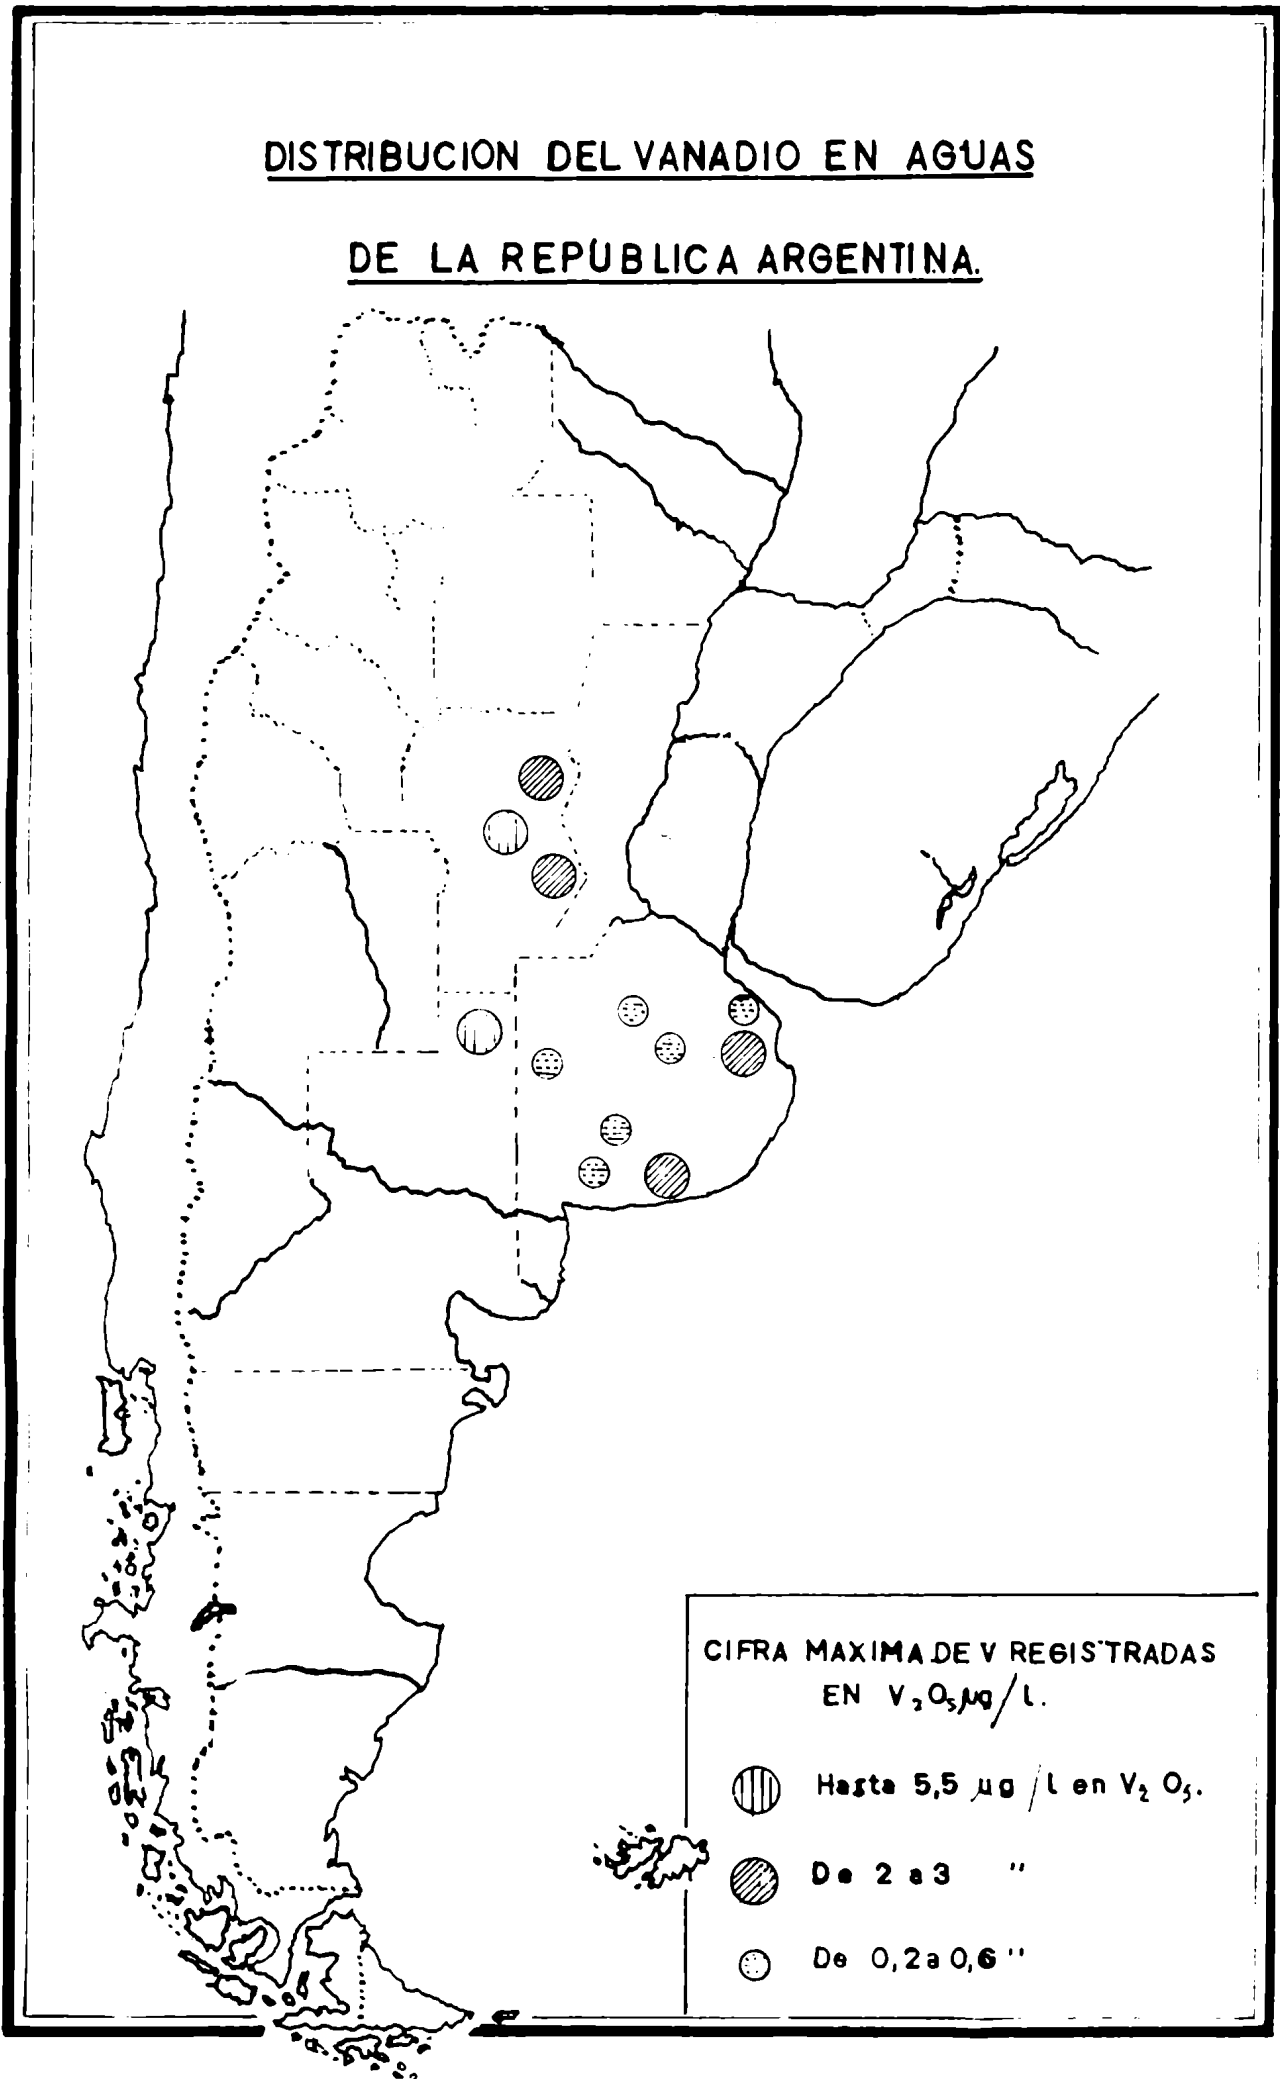 DISTRIBUCION DEL VANADIO EN AGUAS
DE LA REPUBLICA ARGENTINA.
CIFRA MAXIMA DE V REGISTRADAS
EN V₂O₅ µg/l.
Hasta 5,5 µg/l en V₂ O₅.
De 2 a 3 "
De 0,2 a 0,6 "